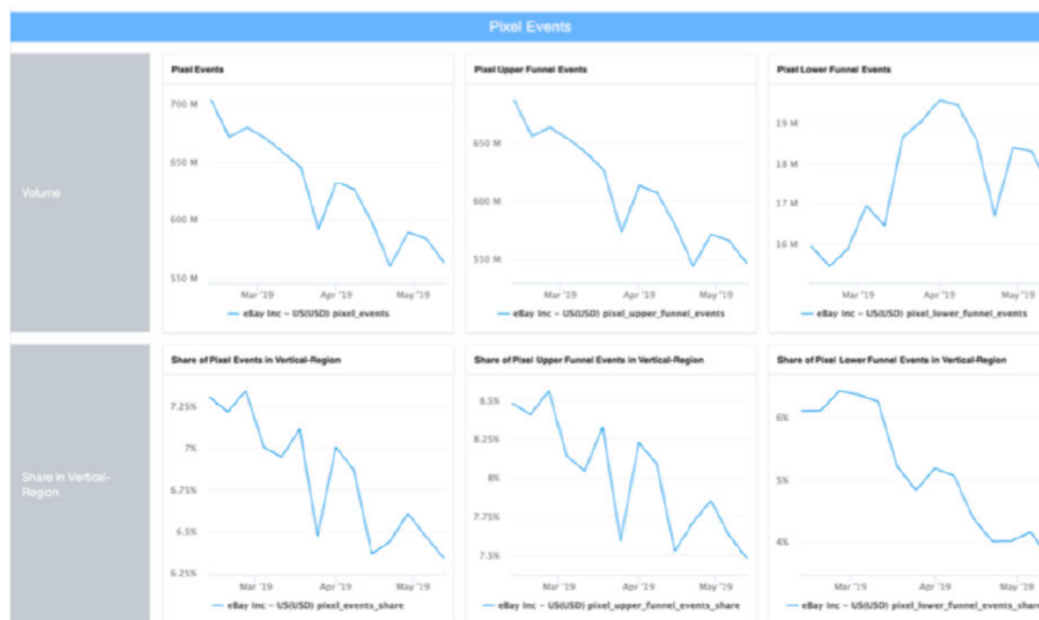 Pixel Events
Volume
Pixel Events
700 M
650 M
600 M
550 M
Mar '19 Apr '19 May '19
eBay Inc - US(USD) pixel_events
Pixel Upper Funnel Events
650 M
600 M
550 M
Mar '19 Apr '19 May '19
eBay Inc - US(USD) pixel_upper_funnel_events
Pixel Lower Funnel Events
19 M
18 M
17 M
16 M
Mar '19 Apr '19 May '19
eBay Inc - US(USD) pixel_lower_funnel_events
Share in Vertical-
Region
Share of Pixel Events in Vertical-Region
7.25%
7%
6.75%
6.5%
6.25%
Mar '19 Apr '19 May '19
eBay Inc - US(USD) pixel_events_share
Share of Pixel Upper Funnel Events in Vertical-Region
8.5%
8.25%
8%
7.75%
7.5%
Mar '19 Apr '19 May '19
eBay Inc - US(USD) pixel_upper_funnel_events_share
Share of Pixel Lower Funnel Events in Vertical-Region
6%
5%
4%
Mar '19 Apr '19 May '19
eBay Inc - US(USD) pixel_lower_funnel_events_share